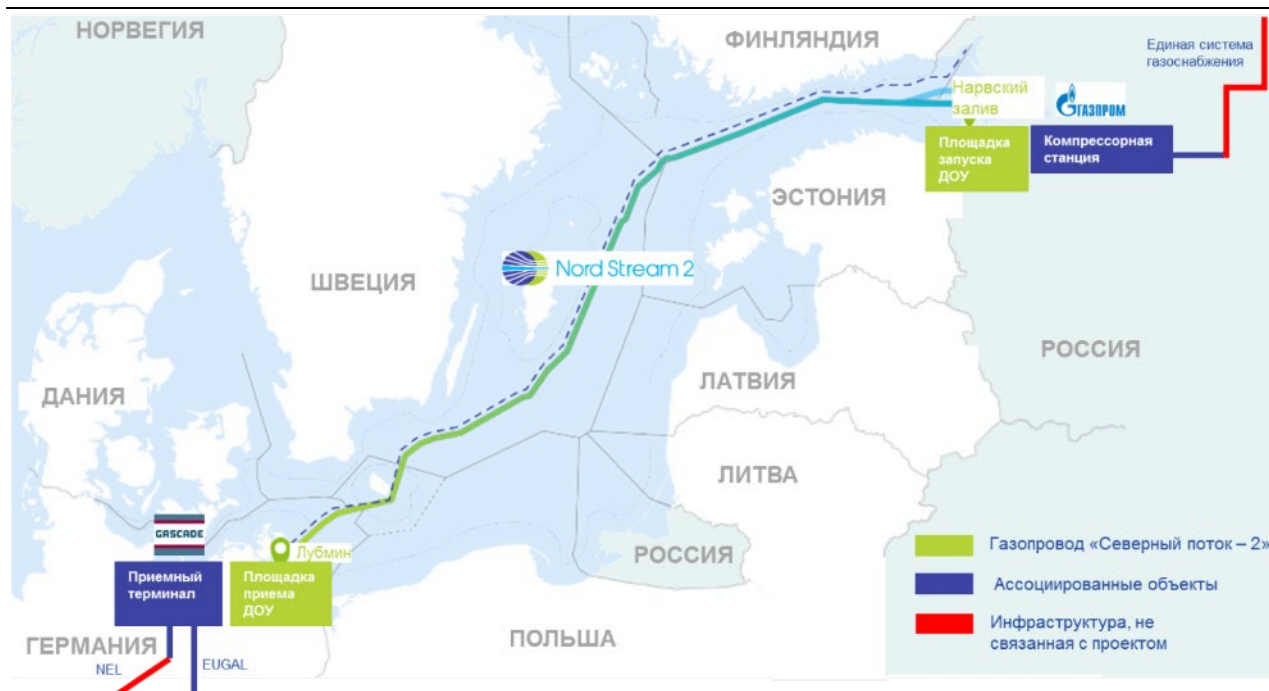 НОРВЕГИЯ
ФИНЛЯНДИЯ
Единая система
газоснабжения
Нарвский
залив
ГАЗПРОМ
Площадка
запуска
ДОУ
Компрессорная
станция
ЭСТОНИЯ
ШВЕЦИЯ
Nord Stream 2
РОССИЯ
ДАНИЯ
ЛАТВИЯ
ЛИТВА
GASCADE
Лубмин
РОССИЯ
Приемный
терминал
Площадка
приема
ДОУ
ГЕРМАНИЯ
NEL
EUGAL
ПОЛЬША
Газопровод «Северный поток – 2»
Ассоциированные объекты
Инфраструктура, не
связанная с проектом